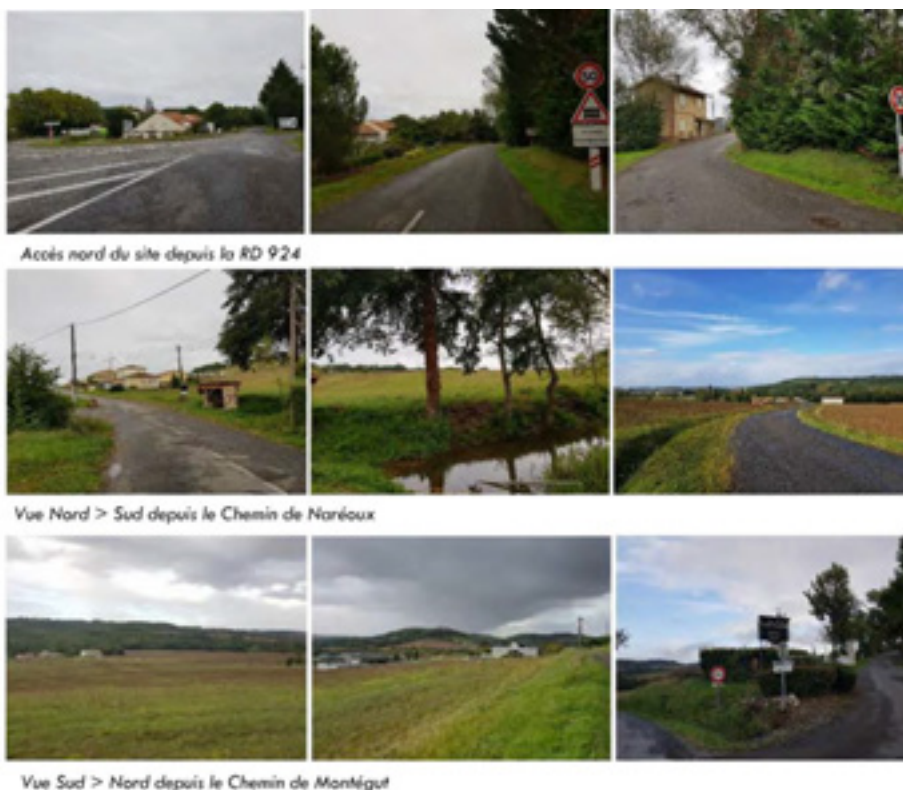 50
Accès nord du site depuis la RD 924
Vue Nord > Sud depuis le Chemin de Naréoux
Vue Sud > Nord depuis le Chemin de Montégut